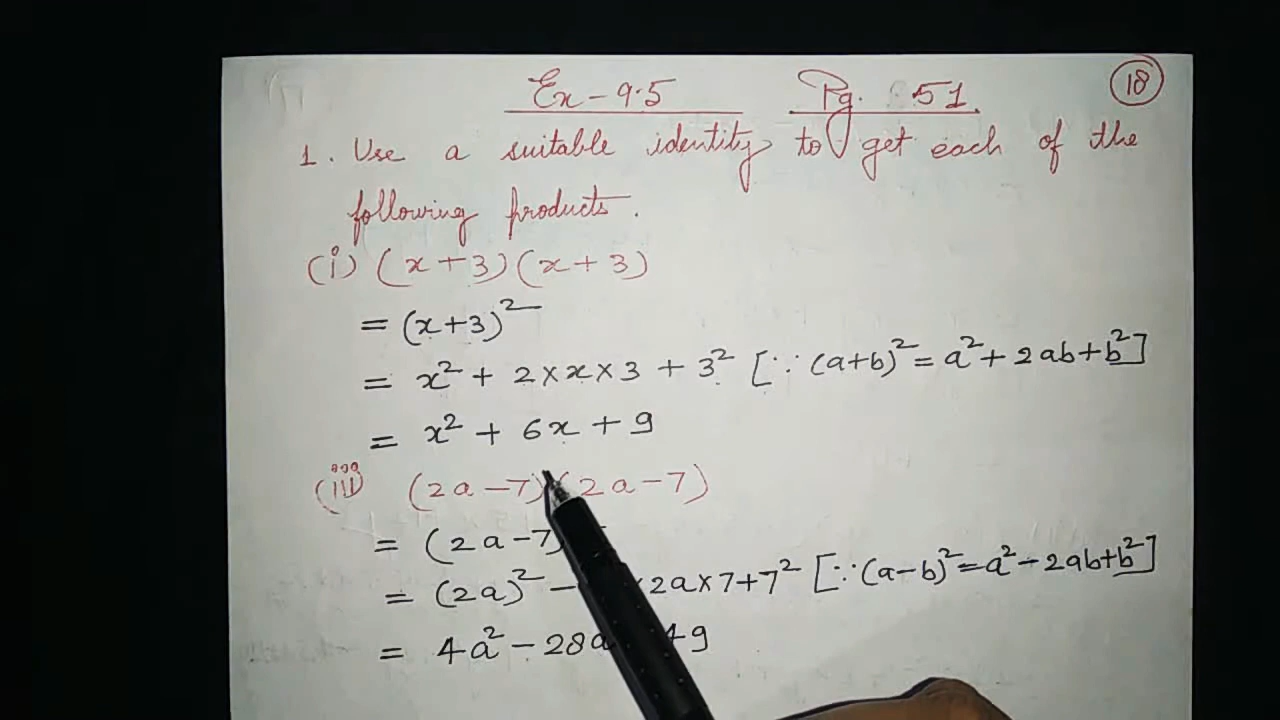 Ex - 9.5 Pg. 51 18
1. Use a suitable identity to get each of the
following products.
(i) (x+3)(x+3)
= (x+3)²
= x² + 2×x×3 + 3² [∵ (a+b)² = a² + 2ab + b²]
= x² + 6x + 9
(iii) (2a-7)(2a-7)
= (2a-7)
= (2a)² - 2a×7+7² [∵ (a-b)² = a² - 2ab + b²]
= 4a² - 28a 49